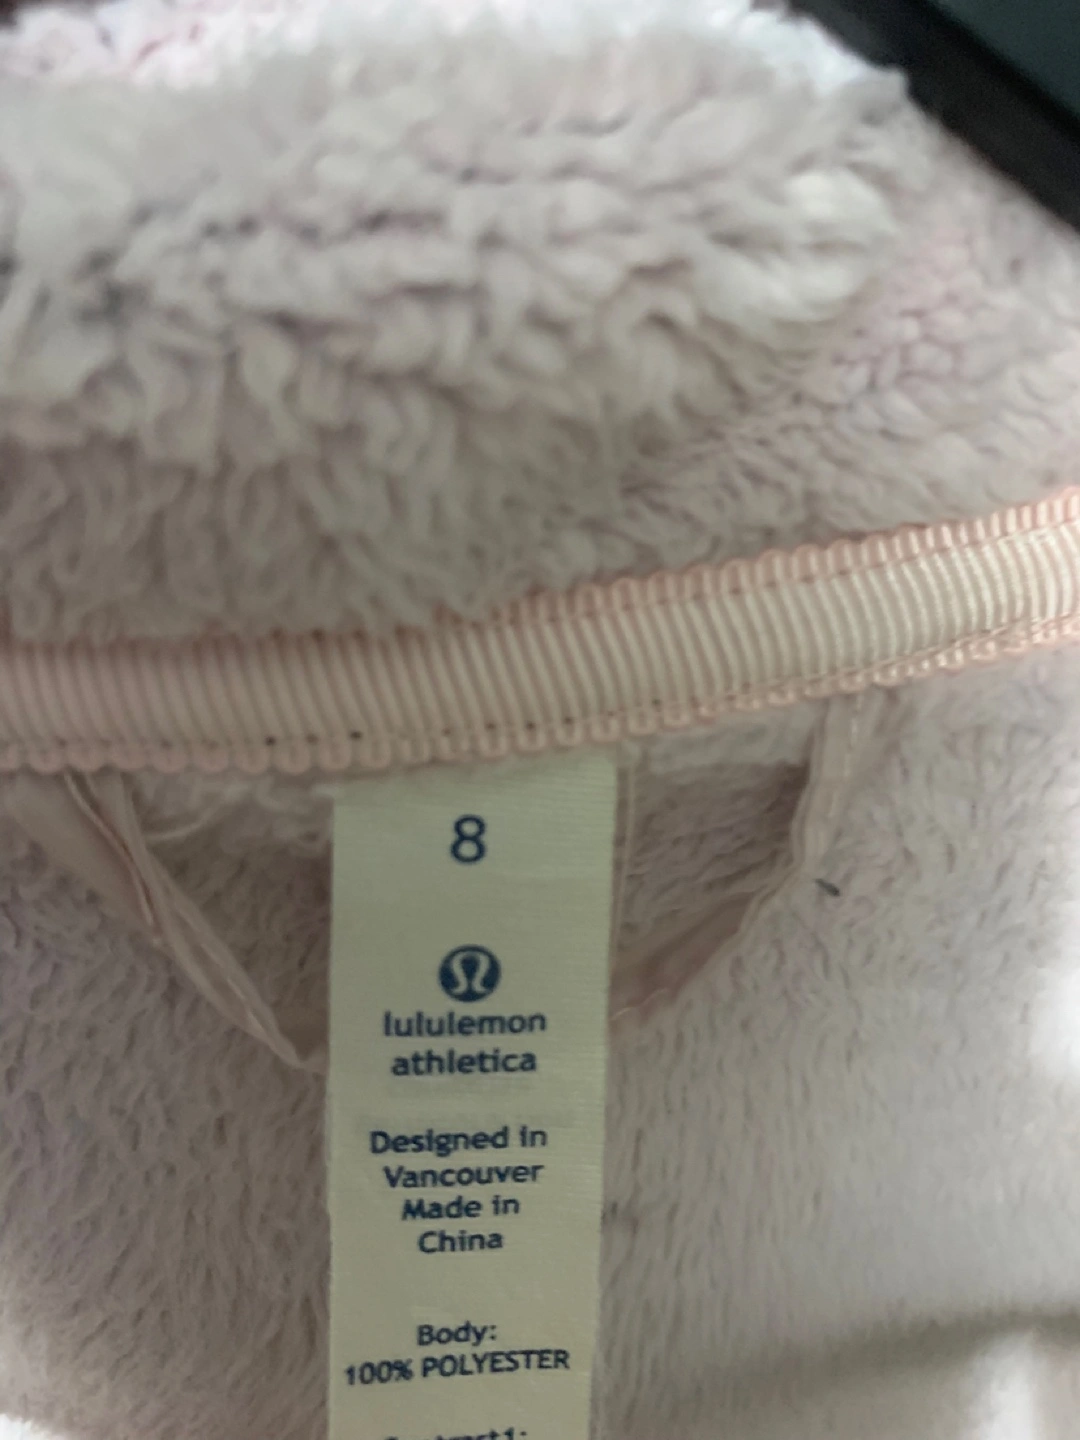 8
lululemon
athletica
Designed in
Vancouver
Made in
China
Body:
100% POLYESTER